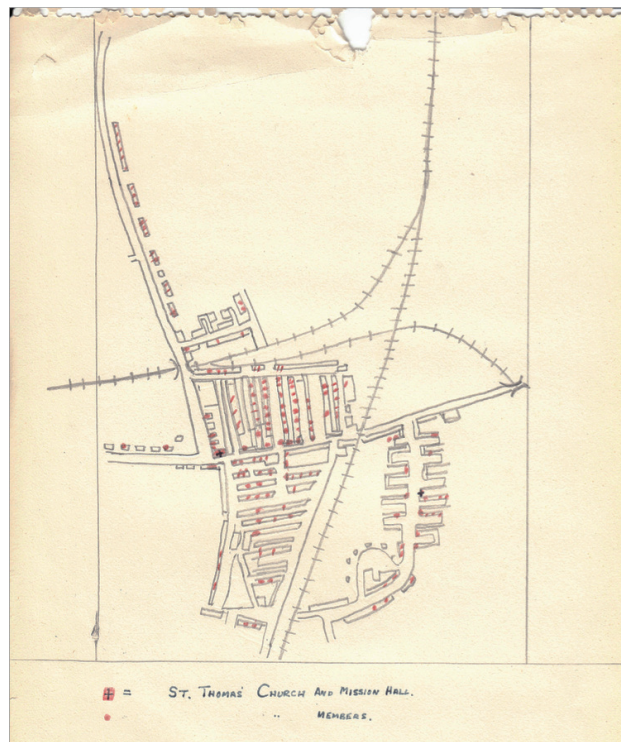 = ST. THOMAS' CHURCH AND MISSION HALL.
" MEMBERS.